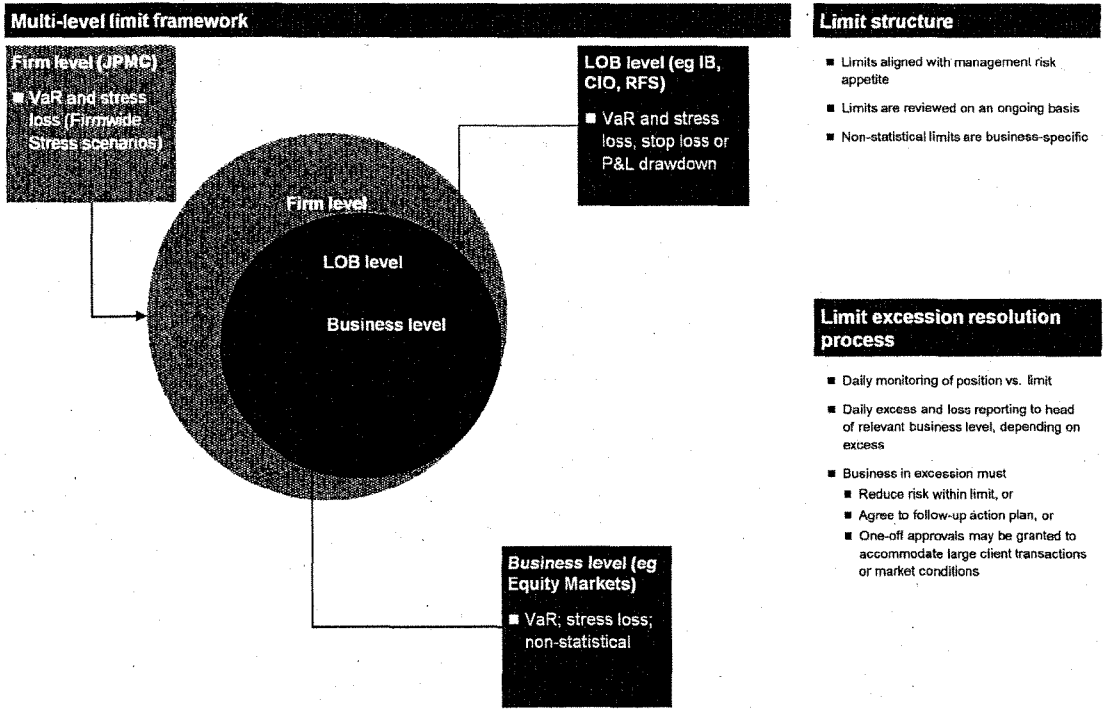 Multi-level limit framework
Firm level (JPMC)
■ VaR and stress
loss (Firmwide
Stress scenarios)
LOB level (eg IB,
CIO, RFS)
■ VaR and stress
loss, stop loss or
P&L drawdown
Firm level
LOB level
Business level
Business level (eg
Equity Markets)
■ VaR; stress loss;
non-statistical
Limit structure
■ Limits aligned with management risk
appetite
■ Limits are reviewed on an ongoing basis
■ Non-statistical limits are business-specific
Limit excession resolution
process
■ Daily monitoring of position vs. limit
■ Daily excess and loss reporting to head
of relevant business level, depending on
excess
■ Business in excession must
■ Reduce risk within limit, or
■ Agree to follow-up action plan, or
■ One-off approvals may be granted to
accommodate large client transactions
or market conditions